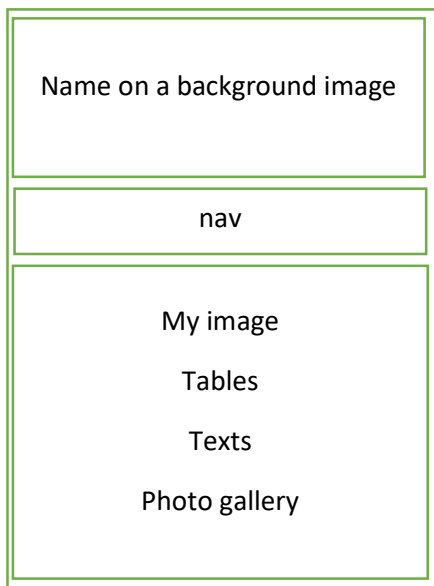 Name on a background image
nav
My image
Tables
Texts
Photo gallery